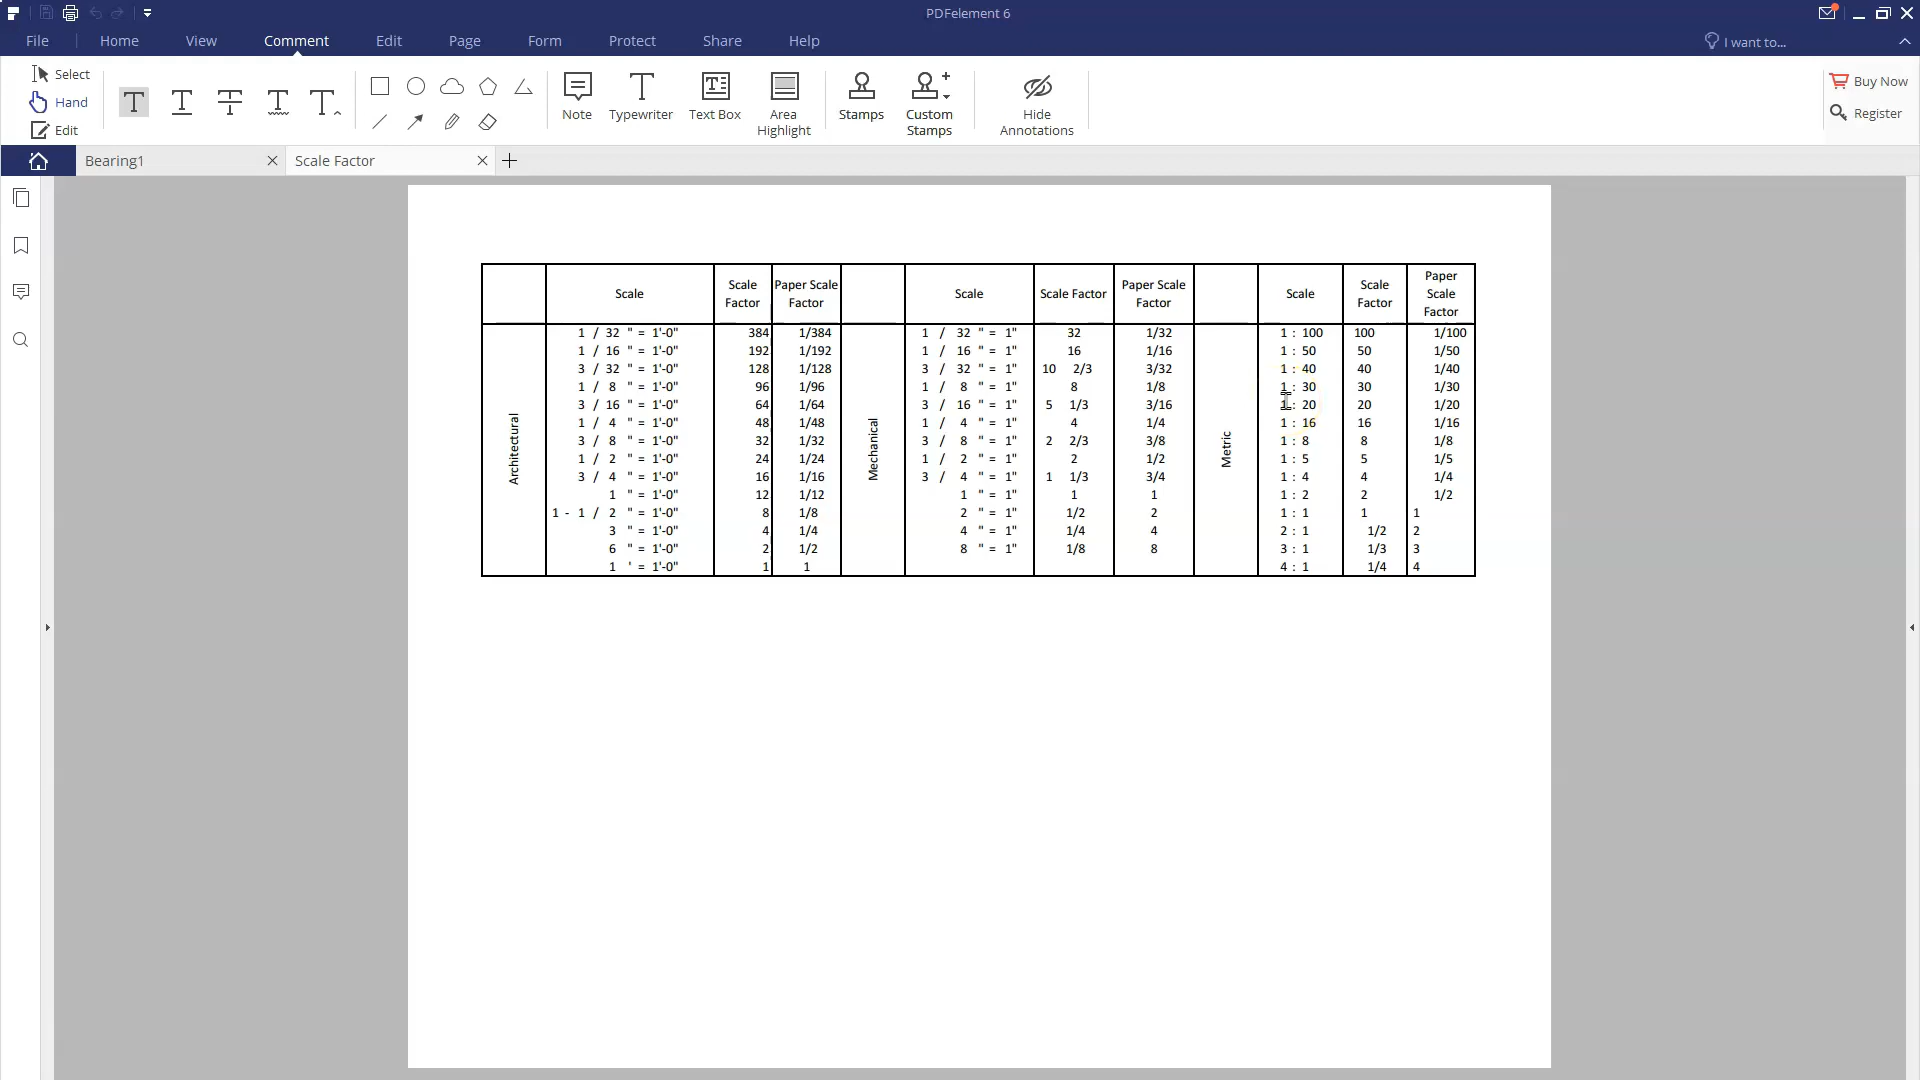 PDFelement 6
File Home View Comment Edit Page Form Protect Share Help I want to...
Select
Hand
Edit
Note Typewriter Text Box Area Highlight Stamps Custom Stamps Hide Annotations
Buy Now
Register
Bearing1 Scale Factor
Scale Scale Factor Paper Scale Factor Scale Scale Factor Paper Scale Factor Scale Scale Factor Paper Scale Factor
Architectural
Mechanical
Metric
1 / 32 " = 1'-0" 384 1/384 1 / 32 " = 1" 32 1/32 1 : 100 100 1/100
1 / 16 " = 1'-0" 192 1/192 1 / 16 " = 1" 16 1/16 1 : 50 50 1/50
3 / 32 " = 1'-0" 128 1/128 3 / 32 " = 1" 10 2/3 3/32 1 : 40 40 1/40
1 / 8 " = 1'-0" 96 1/96 1 / 8 " = 1" 8 1/8 1 : 30 30 1/30
3 / 16 " = 1'-0" 64 1/64 3 / 16 " = 1" 5 1/3 3/16 1 : 20 20 1/20
1 / 4 " = 1'-0" 48 1/48 1 / 4 " = 1" 4 1/4 1 : 16 16 1/16
3 / 8 " = 1'-0" 32 1/32 3 / 8 " = 1" 2 2/3 3/8 1 : 8 8 1/8
1 / 2 " = 1'-0" 24 1/24 1 / 2 " = 1" 2 1/2 1 : 5 5 1/5
3 / 4 " = 1'-0" 16 1/16 3 / 4 " = 1" 1 1/3 3/4 1 : 4 4 1/4
1 " = 1'-0" 12 1/12 1 " = 1" 1 1 1 : 2 2 1/2
1 - 1 / 2 " = 1'-0" 8 1/8 2 " = 1" 1/2 2 1 : 1 1 1
3 " = 1'-0" 4 1/4 4 " = 1" 1/4 4 2 : 1 1/2 2
6 " = 1'-0" 2 1/2 8 " = 1" 1/8 8 3 : 1 1/3 3
1 ' = 1'-0" 1 1 4 : 1 1/4 4